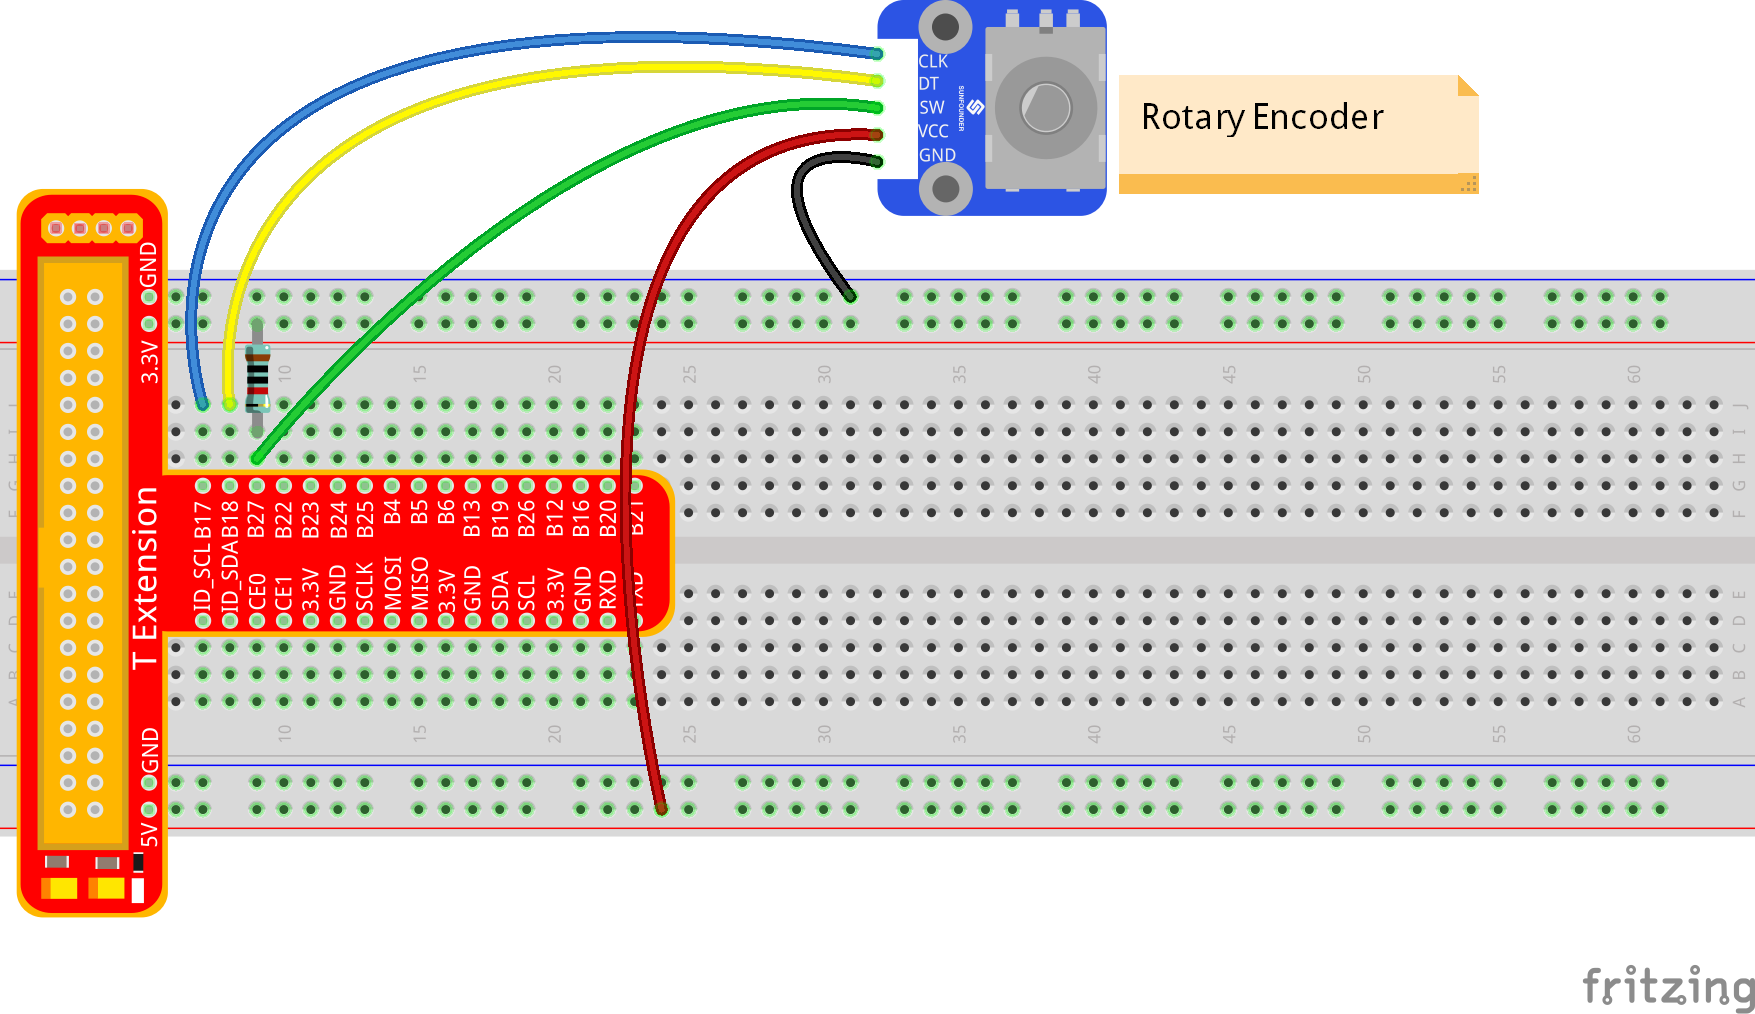 CLK
DT
SW
VCC
GND
SUNFOUNDER
Rotary Encoder
GND
3.3V
10 15 20 25 30 35 40 45 50 55 60
J
I
H
G
F
T Extension
B17 B18 B27 B22 B23 B24 B25 B4 B5 B6 B13 B19 B26 B12 B16 B20 B21
ID_SCL ID_SDA CE0 CE1 3.3V GND SCLK MOSI MISO 3.3V GND SDA SCL 3.3V GND RXD TXD
E
D
C
B
A
10 15 20 25 30 35 40 45 50 55 60
GND
5V
fritzing